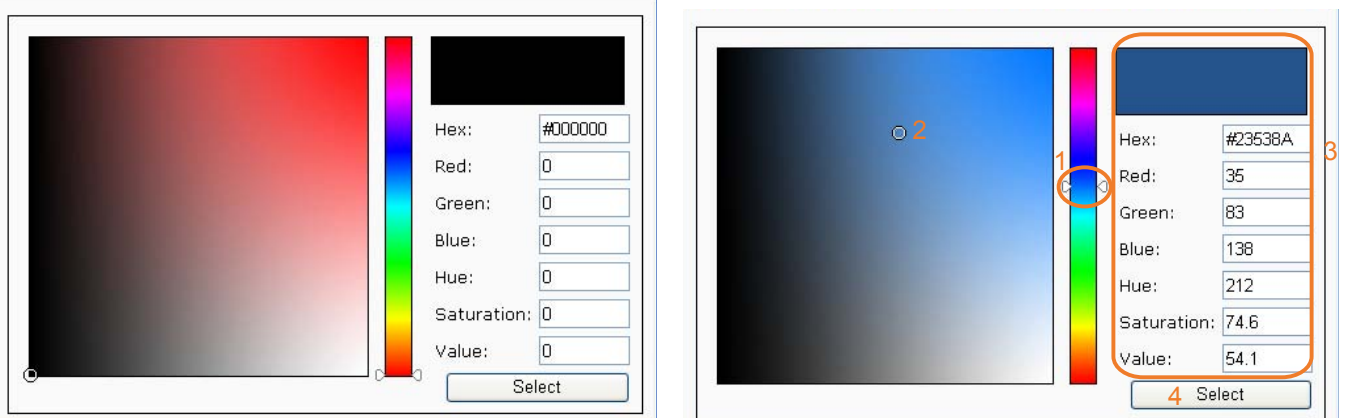 Hex: #000000
Red: 0
Green: 0
Blue: 0
Hue: 0
Saturation: 0
Value: 0
Select
1
2
3
Hex: #23538A
Red: 35
Green: 83
Blue: 138
Hue: 212
Saturation: 74.6
Value: 54.1
4 Select